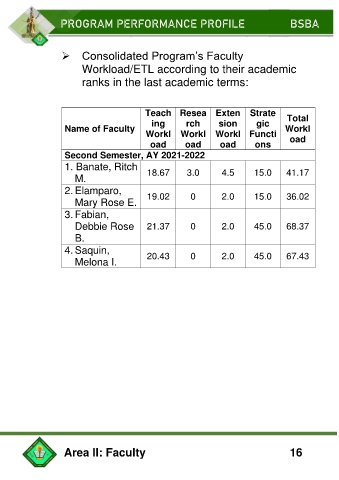 PROGRAM PERFORMANCE PROFILE BSBA
➢ Consolidated Program's Faculty
Workload/ETL according to their academic
ranks in the last academic terms:
Name of Faculty | Teaching Workload | Research Workload | Extension Workload | Strategic Functions | Total Workload
Second Semester, AY 2021-2022
1. Banate, Ritch M. | 18.67 | 3.0 | 4.5 | 15.0 | 41.17
2. Elamparo, Mary Rose E. | 19.02 | 0 | 2.0 | 15.0 | 36.02
3. Fabian, Debbie Rose B. | 21.37 | 0 | 2.0 | 45.0 | 68.37
4. Saquin, Melona I. | 20.43 | 0 | 2.0 | 45.0 | 67.43
Area II: Faculty 16